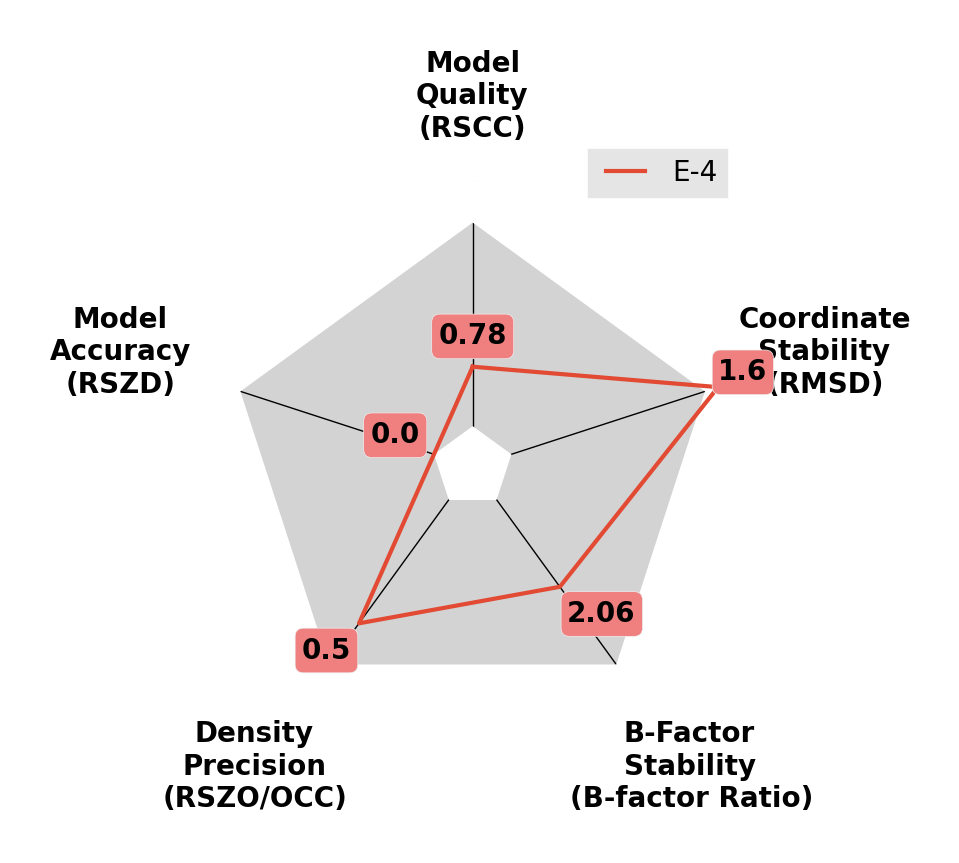 Model
Quality
(RSCC)
E-4
Coordinate
Stability
(RMSD)
1.6
Model
Accuracy
(RSZD)
0.78
0.0
2.06
0.5
Density
Precision
(RSZO/OCC)
B-Factor
Stability
(B-factor Ratio)